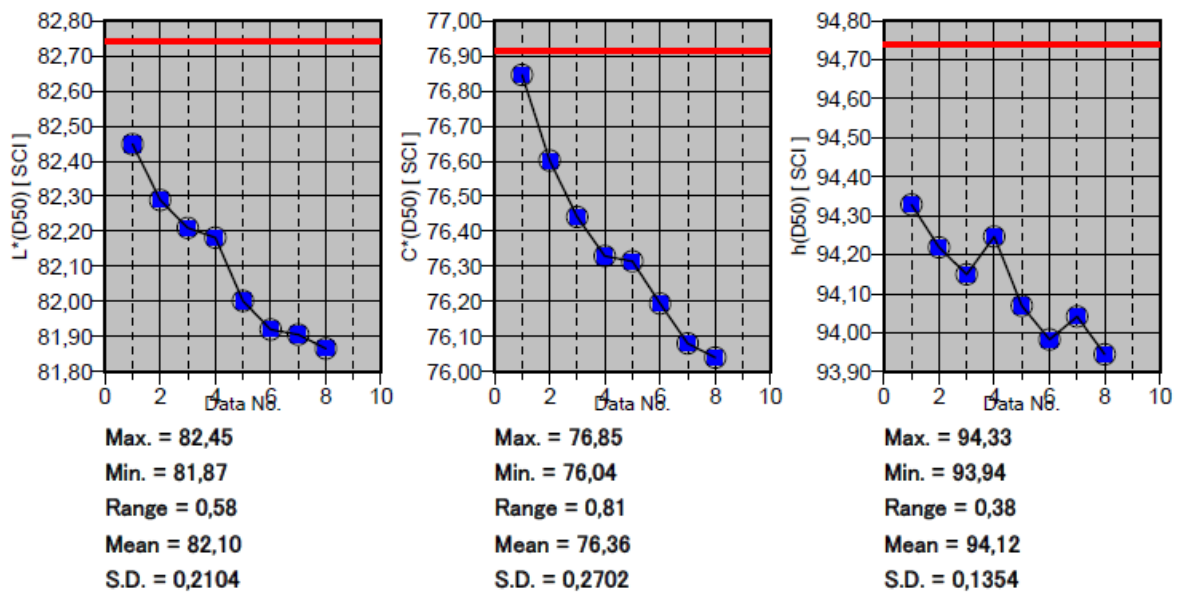 82,80
82,70
82,60
82,50
82,40
82,30
82,20
82,10
82,00
81,90
81,80
L*(D50) [ SCI ]
0 2 4 6 8 10
Data No.
Max. = 82,45
Min. = 81,87
Range = 0,58
Mean = 82,10
S.D. = 0,2104
77,00
76,90
76,80
76,70
76,60
76,50
76,40
76,30
76,20
76,10
76,00
C*(D50) [ SCI ]
0 2 4 6 8 10
Data No.
Max. = 76,85
Min. = 76,04
Range = 0,81
Mean = 76,36
S.D. = 0,2702
94,80
94,70
94,60
94,50
94,40
94,30
94,20
94,10
94,00
93,90
h(D50) [ SCI ]
0 2 4 6 8 10
Data No.
Max. = 94,33
Min. = 93,94
Range = 0,38
Mean = 94,12
S.D. = 0,1354